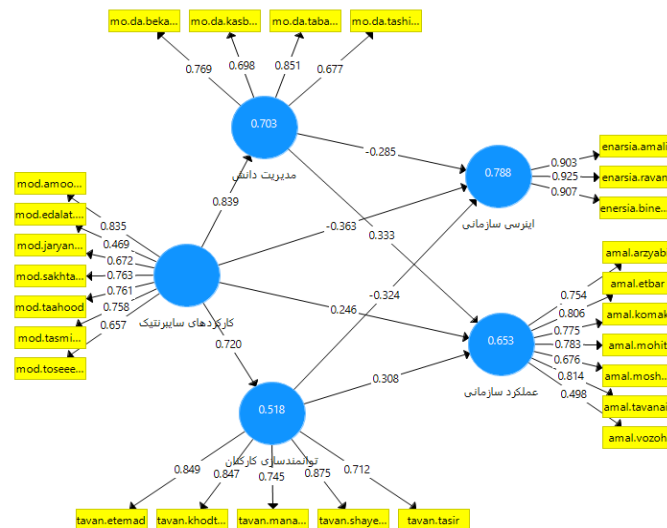 mo.da.beka...
mo.da.kasb...
mo.da.taba...
mo.da.tashi...
0.769
0.698
0.851
0.677
0.703
مدیریت دانش
-0.285
0.788
اینرسی سازمانی
0.903
0.925
0.907
enarsia.amali
enarsia.ravan
enersia.bine...
mod.amoo...
mod.edalat....
mod.jaryan...
mod.sakhta...
mod.taahood
mod.tasmi...
mod.toseee...
0.835
0.469
0.672
0.763
0.761
0.758
0.657
0.839
-0.363
0.333
-0.324
0.246
0.720
0.308
کارکردهای سایبرنتیک
0.653
عملکرد سازمانی
0.754
0.806
0.775
0.783
0.676
0.814
0.498
amal.arzyabi
amal.etbar
amal.komak
amal.mohit
amal.mosh...
amal.tavanai
amal.vozoh
0.518
توانمندسازی کارکنان
0.849
0.847
0.745
0.875
0.712
tavan.etemad
tavan.khodt...
tavan.mana...
tavan.shaye...
tavan.tasir